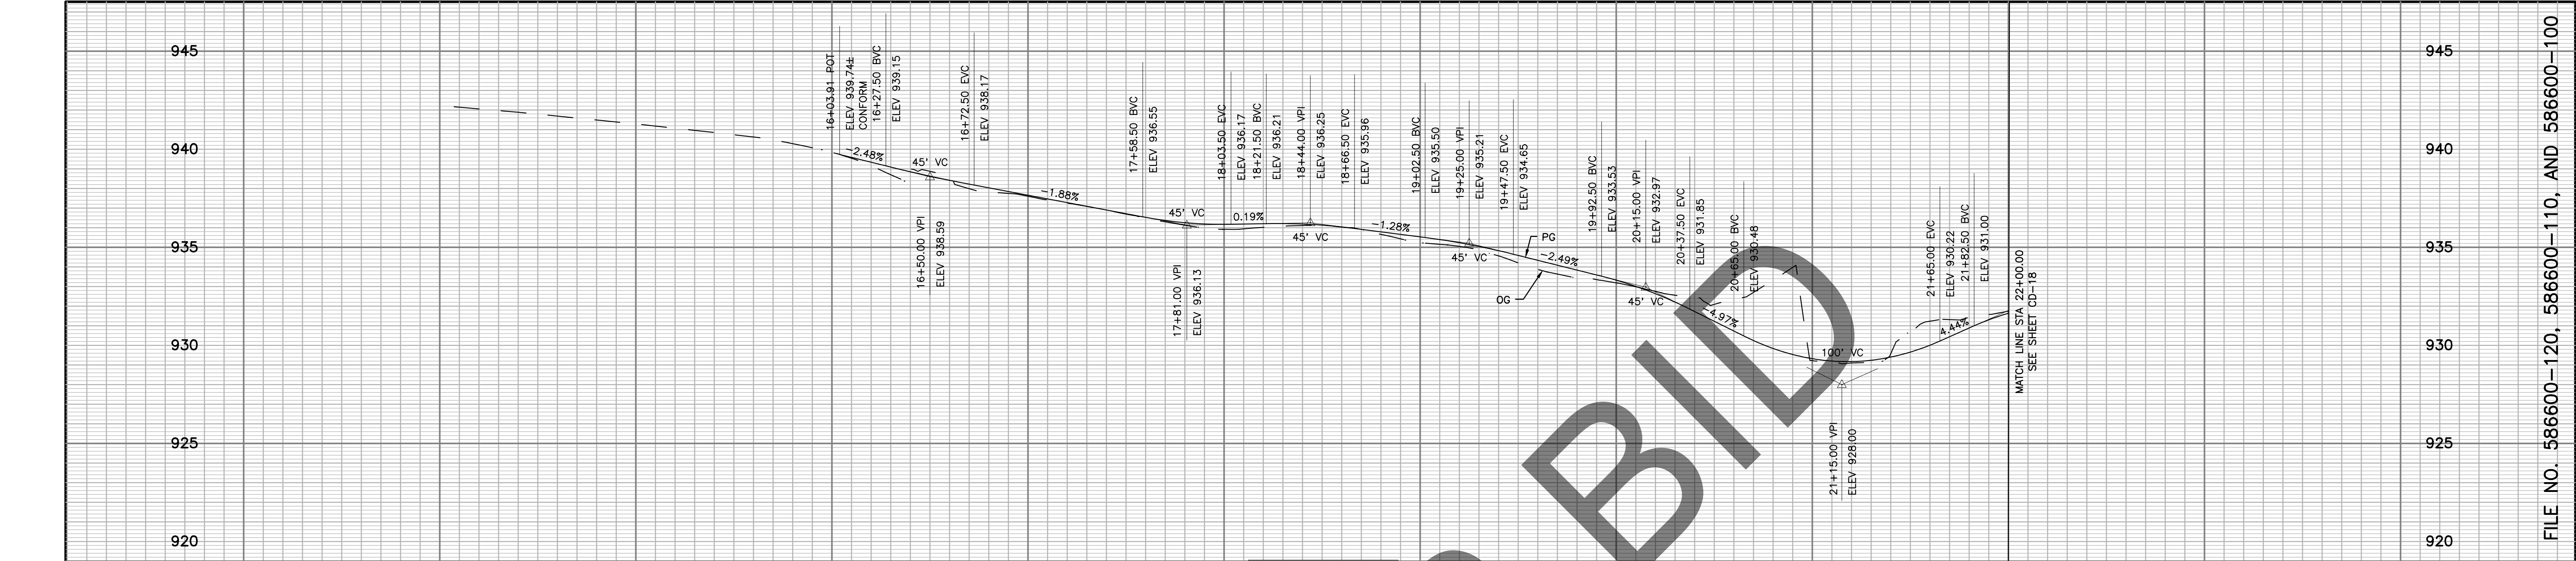 945
940
935
930
925
920
16+03.91 POT
ELEV 939.74±
CONFORM
16+27.50 BVC
ELEV 939.15
-2.48%
45' VC
16+50.00 VPI
ELEV 938.59
16+72.50 EVC
ELEV 938.17
-1.88%
17+58.50 BVC
ELEV 936.55
45' VC
17+81.00 VPI
ELEV 936.13
18+03.50 EVC
ELEV 936.17
0.19%
18+21.50 BVC
ELEV 936.21
18+44.00 VPI
ELEV 936.25
45' VC
18+66.50 EVC
ELEV 935.96
-1.28%
19+02.50 BVC
ELEV 935.50
19+25.00 VPI
ELEV 935.21
45' VC
19+47.50 EVC
ELEV 934.65
PG
-2.49%
OG
19+92.50 BVC
ELEV 933.53
20+15.00 VPI
ELEV 932.97
45' VC
20+37.50 EVC
ELEV 931.85
-4.97%
20+65.00 BVC
ELEV 930.48
100' VC
21+15.00 VPI
ELEV 928.00
21+65.00 EVC
ELEV 930.22
4.44%
21+82.50 BVC
ELEV 931.00
MATCH LINE STA 22+00.00
SEE SHEET CD-18
BID
945
940
935
930
925
920
FILE NO. 586600-120, 586600-110, AND 586600-100